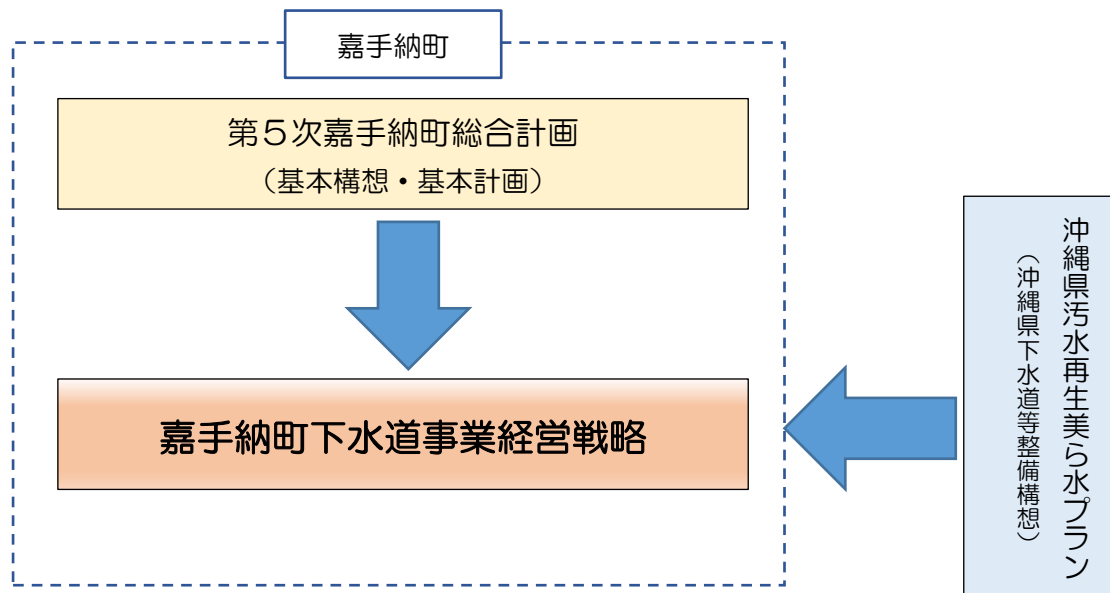 嘉手納町
第５次嘉手納町総合計画
（基本構想・基本計画）
嘉手納町下水道事業経営戦略
沖縄県汚水再生美ら水プラン
（沖縄県下水道等整備構想）